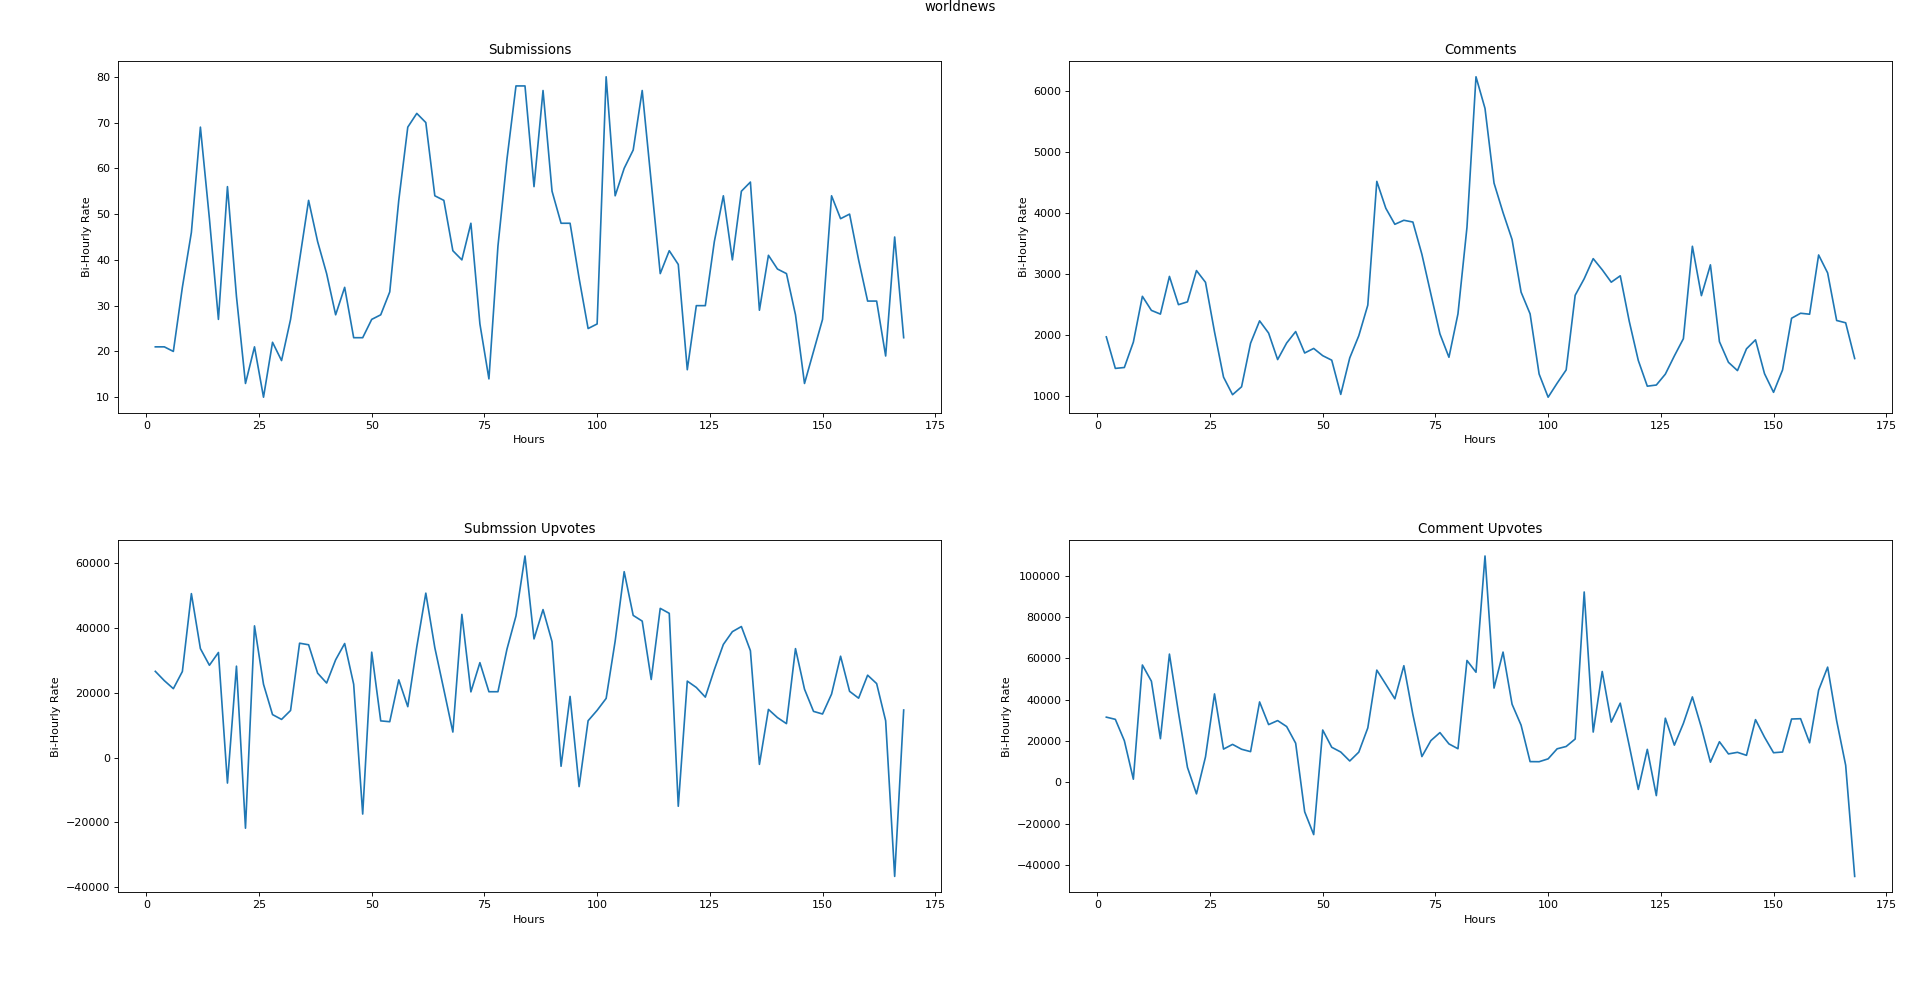 worldnews
Submissions
Bi-Hourly Rate
80
70
60
50
40
30
20
10
0 25 50 75 100 125 150 175
Hours
Comments
Bi-Hourly Rate
6000
5000
4000
3000
2000
1000
0 25 50 75 100 125 150 175
Hours
Submssion Upvotes
Bi-Hourly Rate
60000
40000
20000
0
−20000
−40000
0 25 50 75 100 125 150 175
Hours
Comment Upvotes
Bi-Hourly Rate
100000
80000
60000
40000
20000
0
−20000
−40000
0 25 50 75 100 125 150 175
Hours